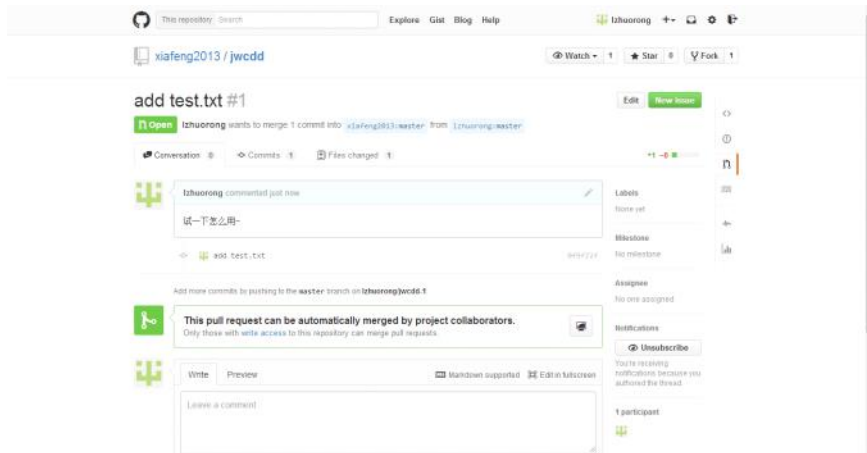 This repository Search Explore Gist Blog Help lzhuorong
xiafeng2013 / jwcdd Watch 1 Star 0 Fork 1
add test.txt #1 Edit New issue
Open lzhuorong wants to merge 1 commit into xiafeng2013:master from lzhuorong:master
Conversation 0 Commits 1 Files changed 1 +1 −0
lzhuorong commented just now
试一下怎么用~
add test.txt
Add more commits by pushing to the master branch on lzhuorong/jwcdd-1
This pull request can be automatically merged by project collaborators.
Only those with write access to this repository can merge pull requests.
Write Preview Markdown supported Edit in fullscreen
Leave a comment
Labels
None yet
Milestone
No milestone
Assignee
No one assigned
Notifications
Unsubscribe
You're receiving
notifications because you
authored the thread.
1 participant